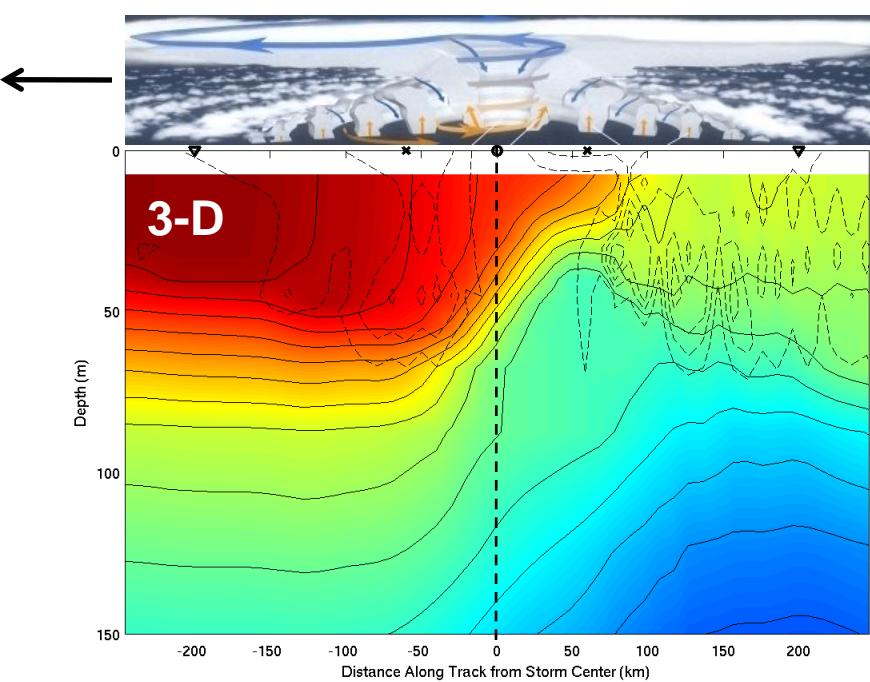 0
3-D
50
Depth (m)
100
150
-200 -150 -100 -50 0 50 100 150 200
Distance Along Track from Storm Center (km)